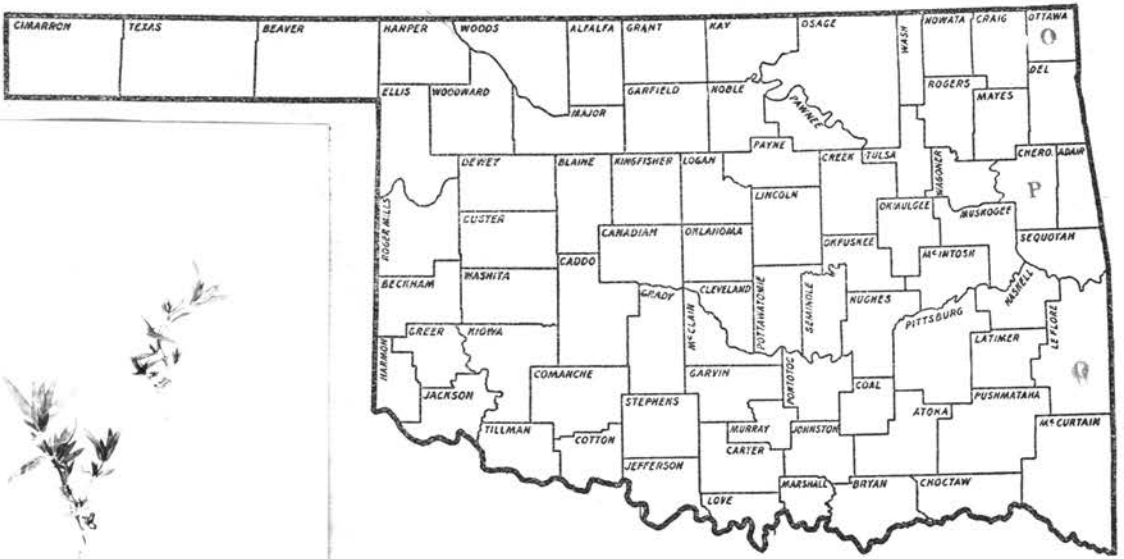 CIMARRON TEXAS BEAVER HARPER WOODS ALFALFA GRANT KAY OSAGE WASH NOWATA CRAIG OTTAWA
O
ELLIS WOODWARD MAJOR GARFIELD NOBLE PAWNEE ROGERS MAYES DEL
DEWEY BLAINE KINGFISHER LOGAN PAYNE CREEK TULSA WAGONER CHERO. ADAIR
P
ROGER MILLS CUSTER CANADIAN OKLAHOMA LINCOLN OKFUSKEE OKMULGEE MUSKOGEE SEQUOYAH
BECKHAM WASHITA CADDO GRADY CLEVELAND POTTAWATOMIE SEMINOLE HUGHES MCINTOSH HASKELL
HARMON GREER KIOWA MCCLAIN PITTSBURG LATIMER LEFLORE
JACKSON COMANCHE GARVIN PONTOTOC COAL PUSHMATAHA
TILLMAN COTTON STEPHENS MURRAY JOHNSTON ATOKA MCCURTAIN
JEFFERSON CARTER
LOVE MARSHALL BRYAN CHOCTAW